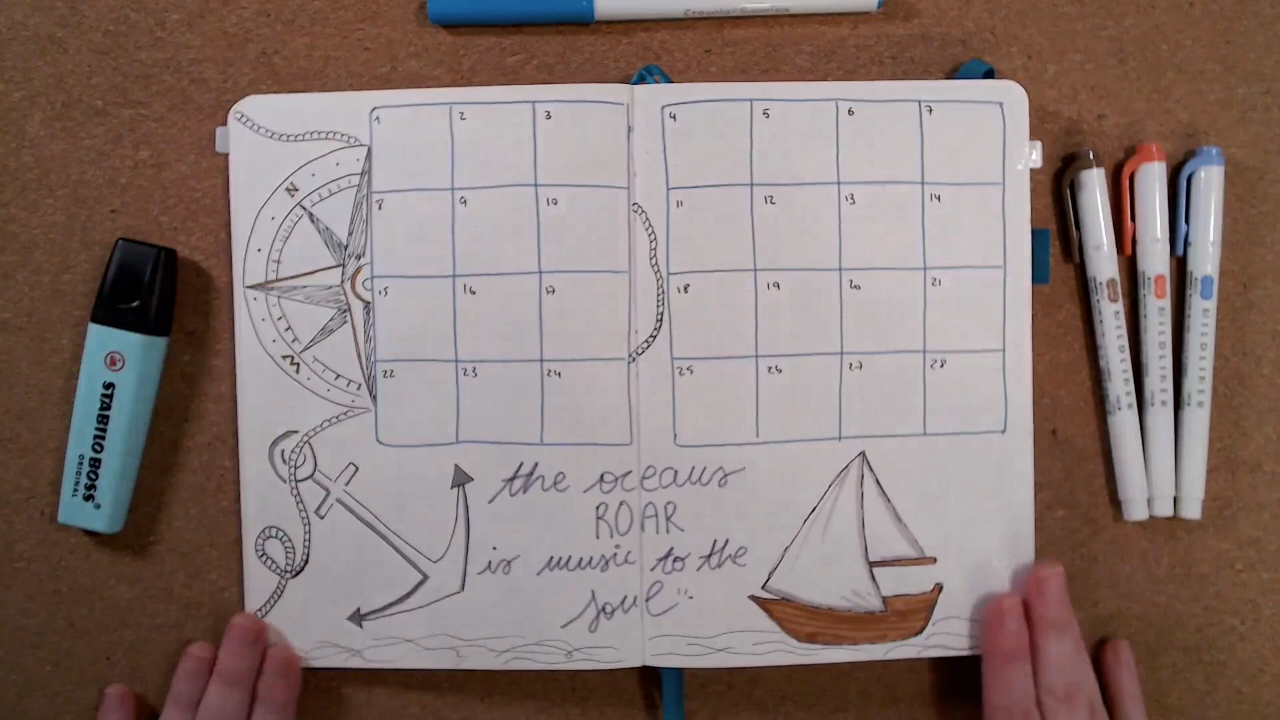 Crayola Supertips
1 2 3 4 5 6 7
8 9 10 11 12 13 14
15 16 17 18 19 20 21
22 23 24 25 26 27 28
N
W
the oceans
ROAR
is music to the
soul"
STABILO BOSS
ORIGINAL
MILDLINER
MILDLINER
MILDLINER